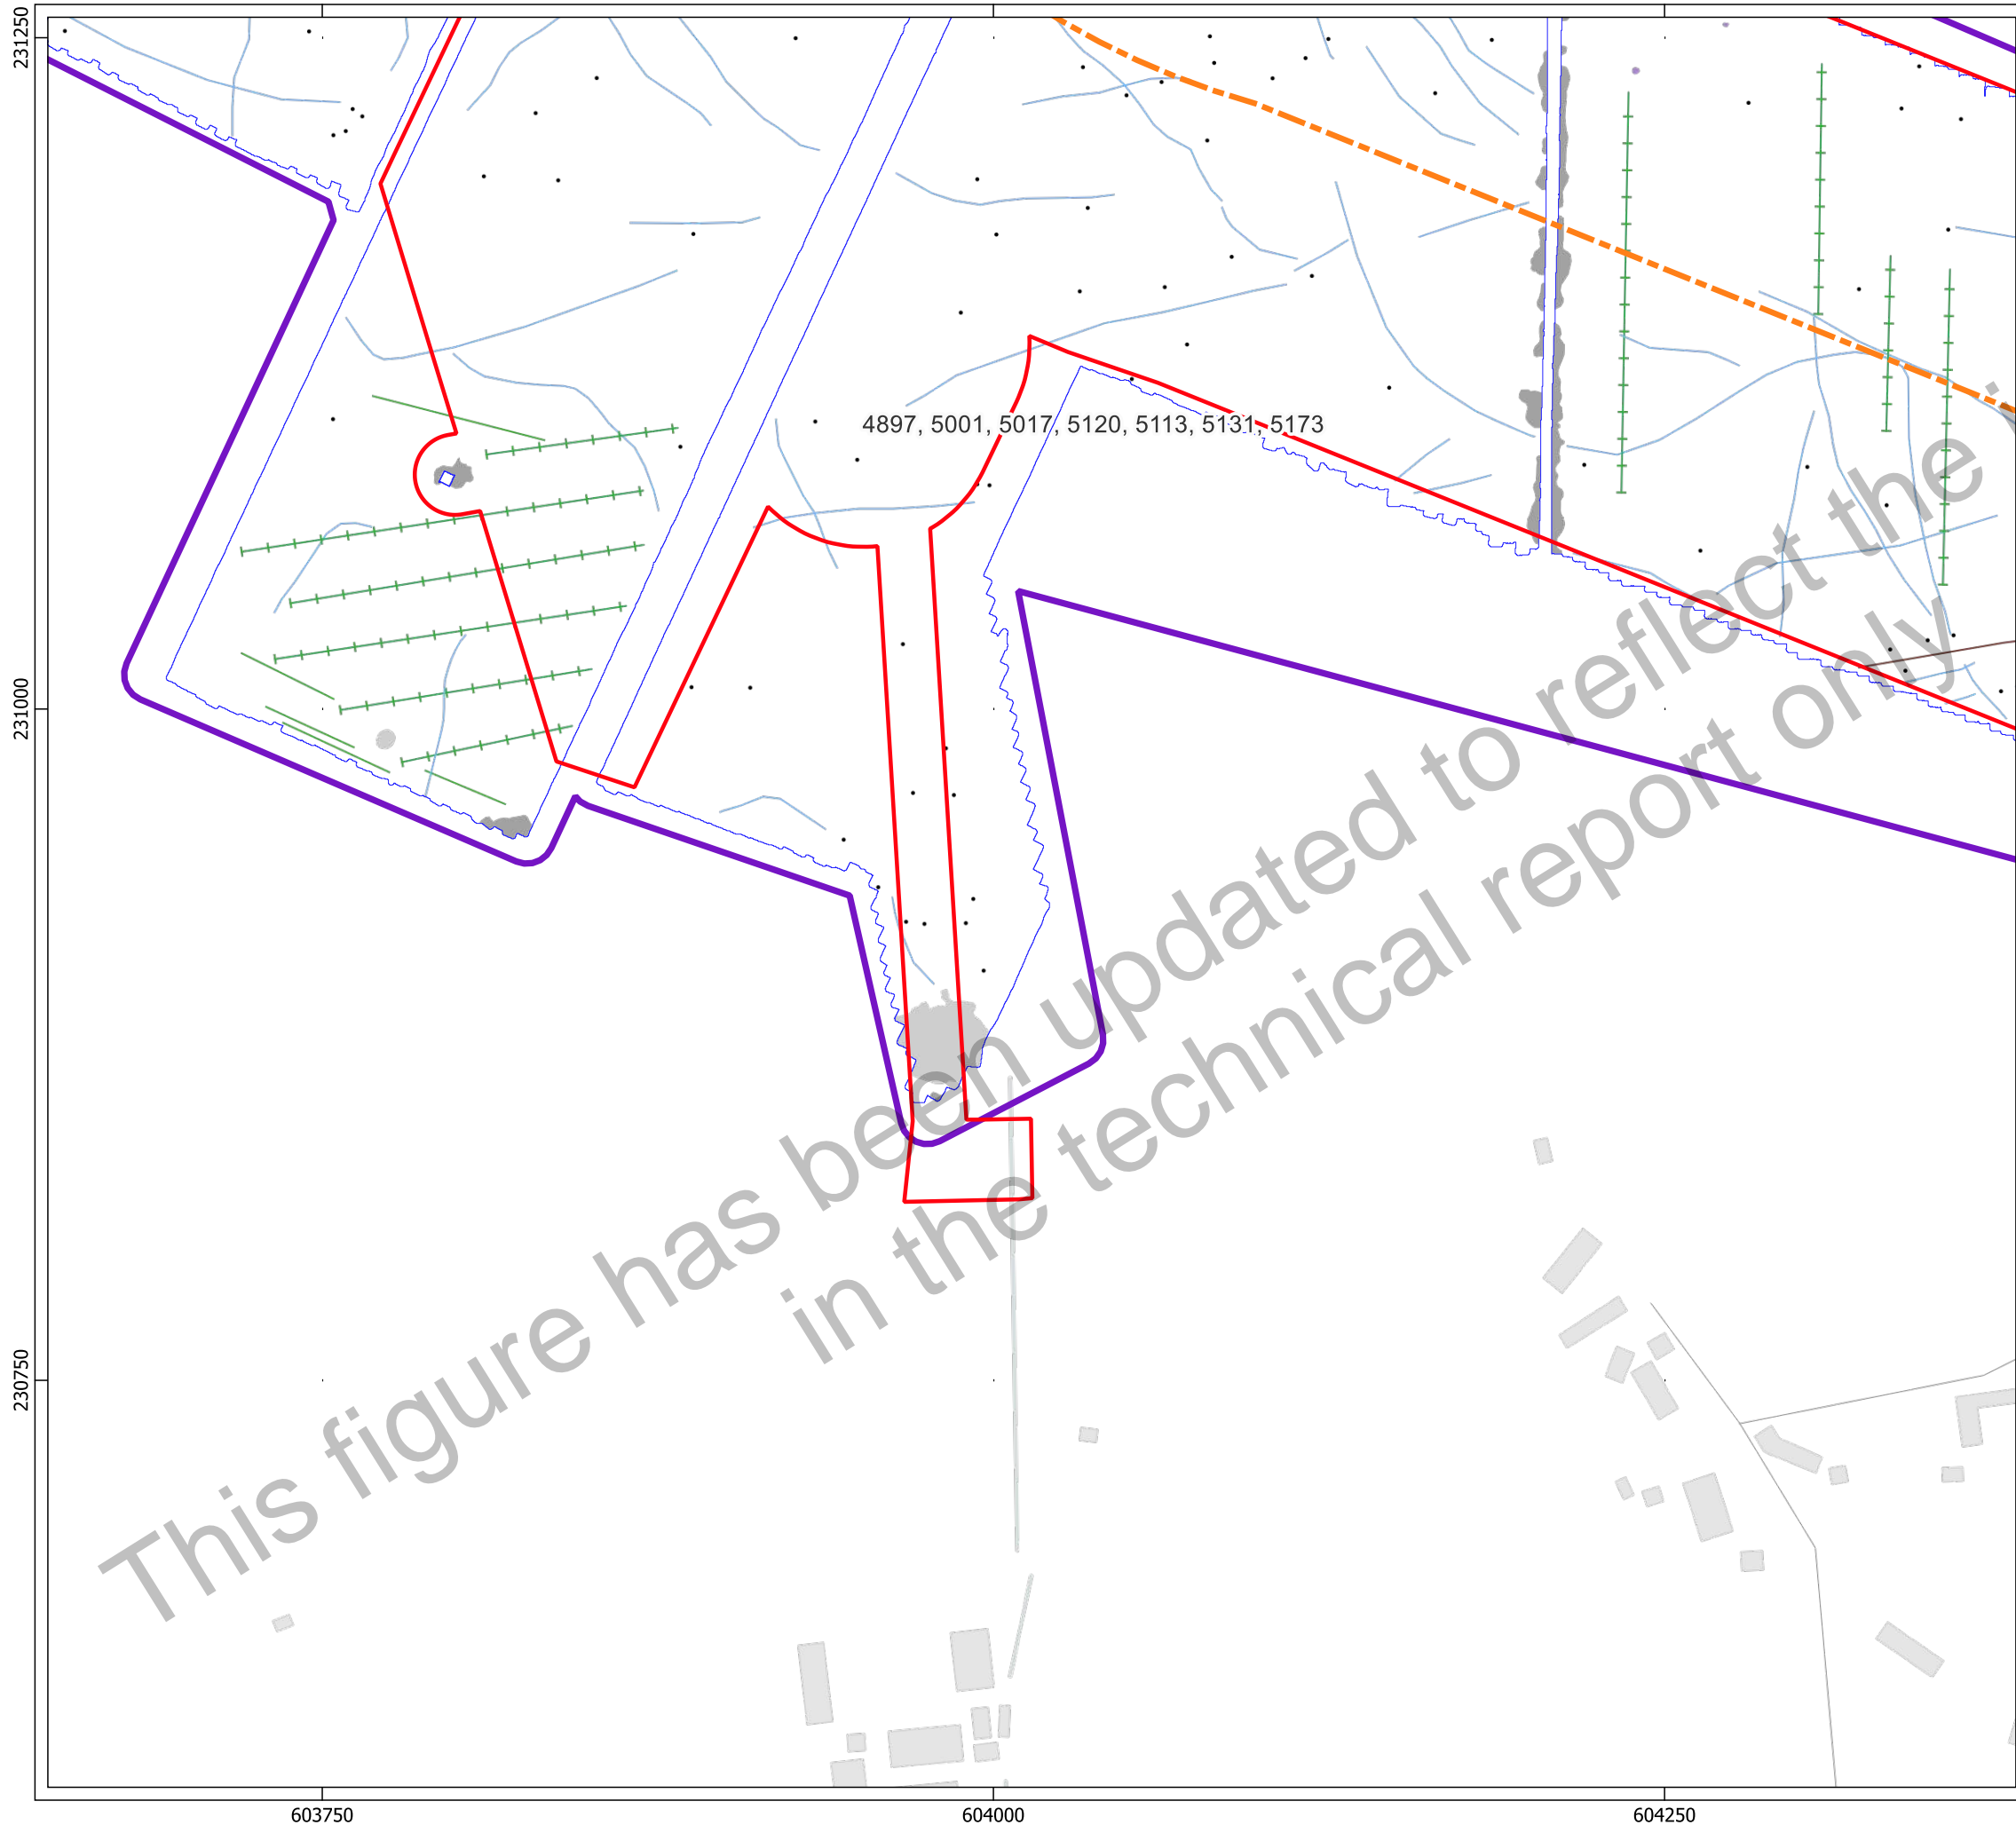 231250
4897, 5001, 5017, 5120, 5113, 5131, 5173
231000
This figure has been updated to reflect the
in the technical report only
230750
603750 604000 604250